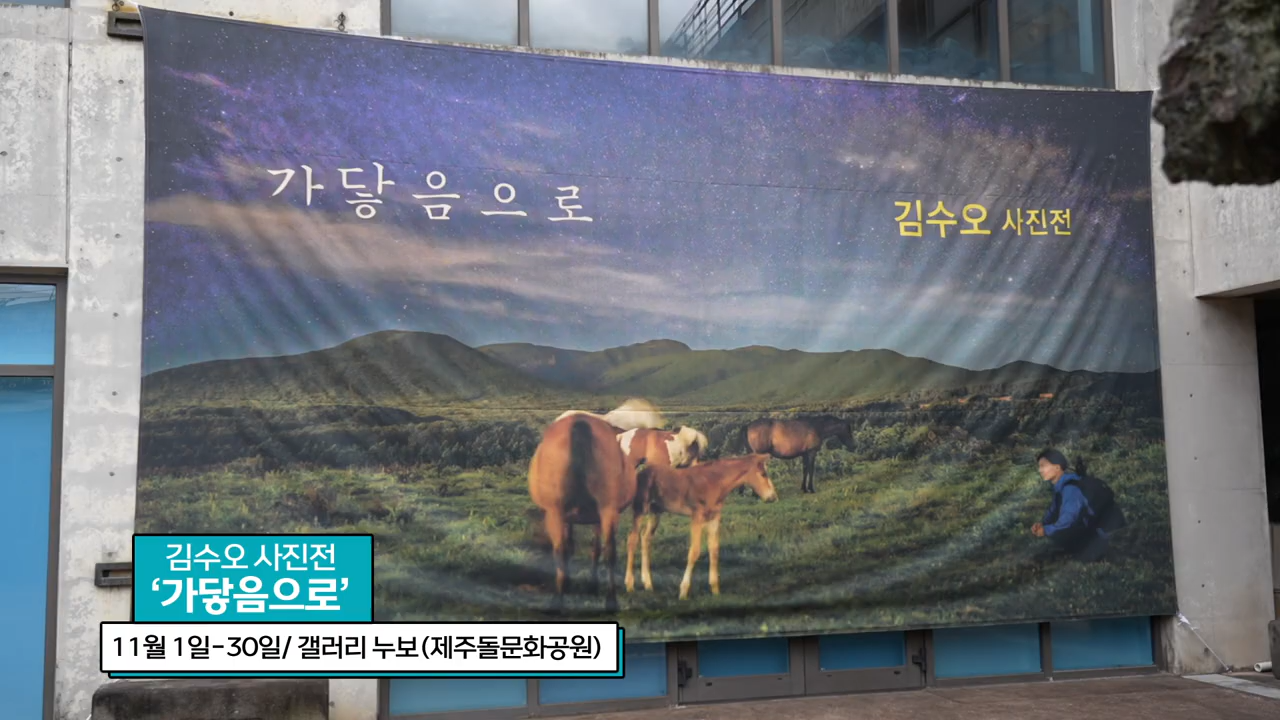 가닿음으로
김수오 사진전
김수오 사진전
‘가닿음으로’
11월 1일-30일/ 갤러리 누보(제주돌문화공원)